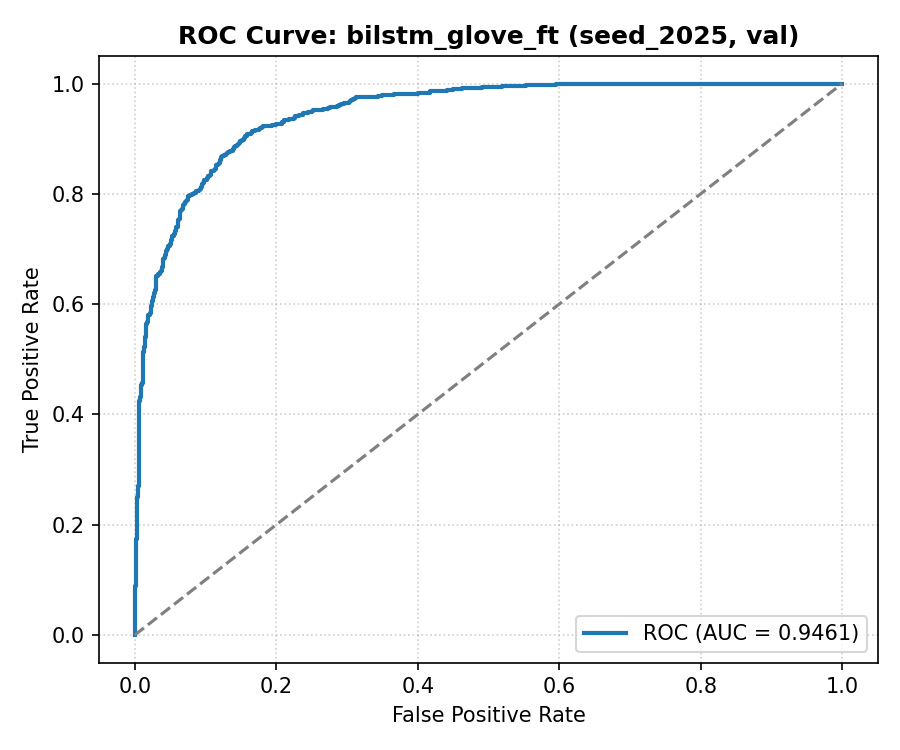 ROC Curve: bilstm_glove_ft (seed_2025, val)
True Positive Rate
1.0
0.8
0.6
0.4
0.2
0.0
ROC (AUC = 0.9461)
0.0 0.2 0.4 0.6 0.8 1.0
False Positive Rate